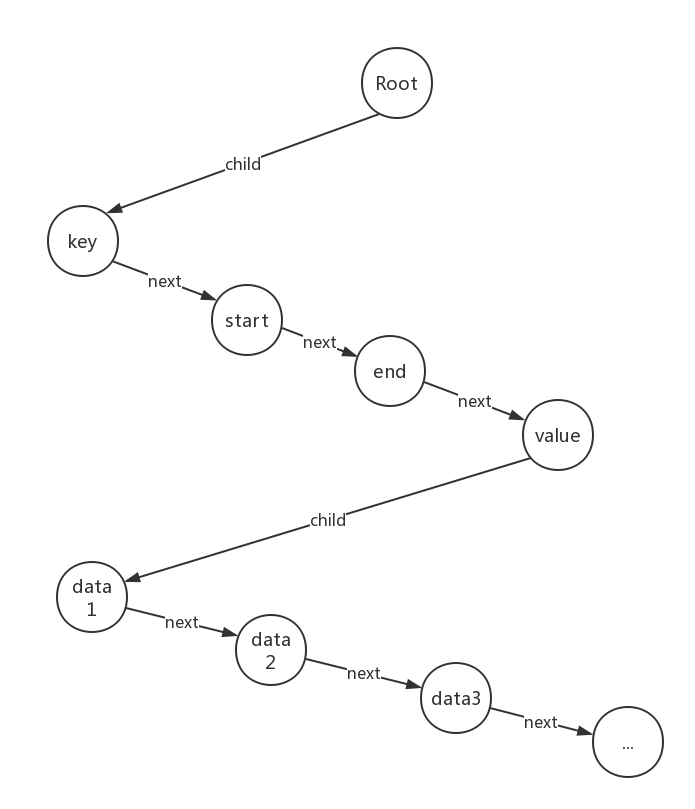 Root
child
key
next
start
next
end
next
value
child
data
1
next
data
2
next
data3
next
...